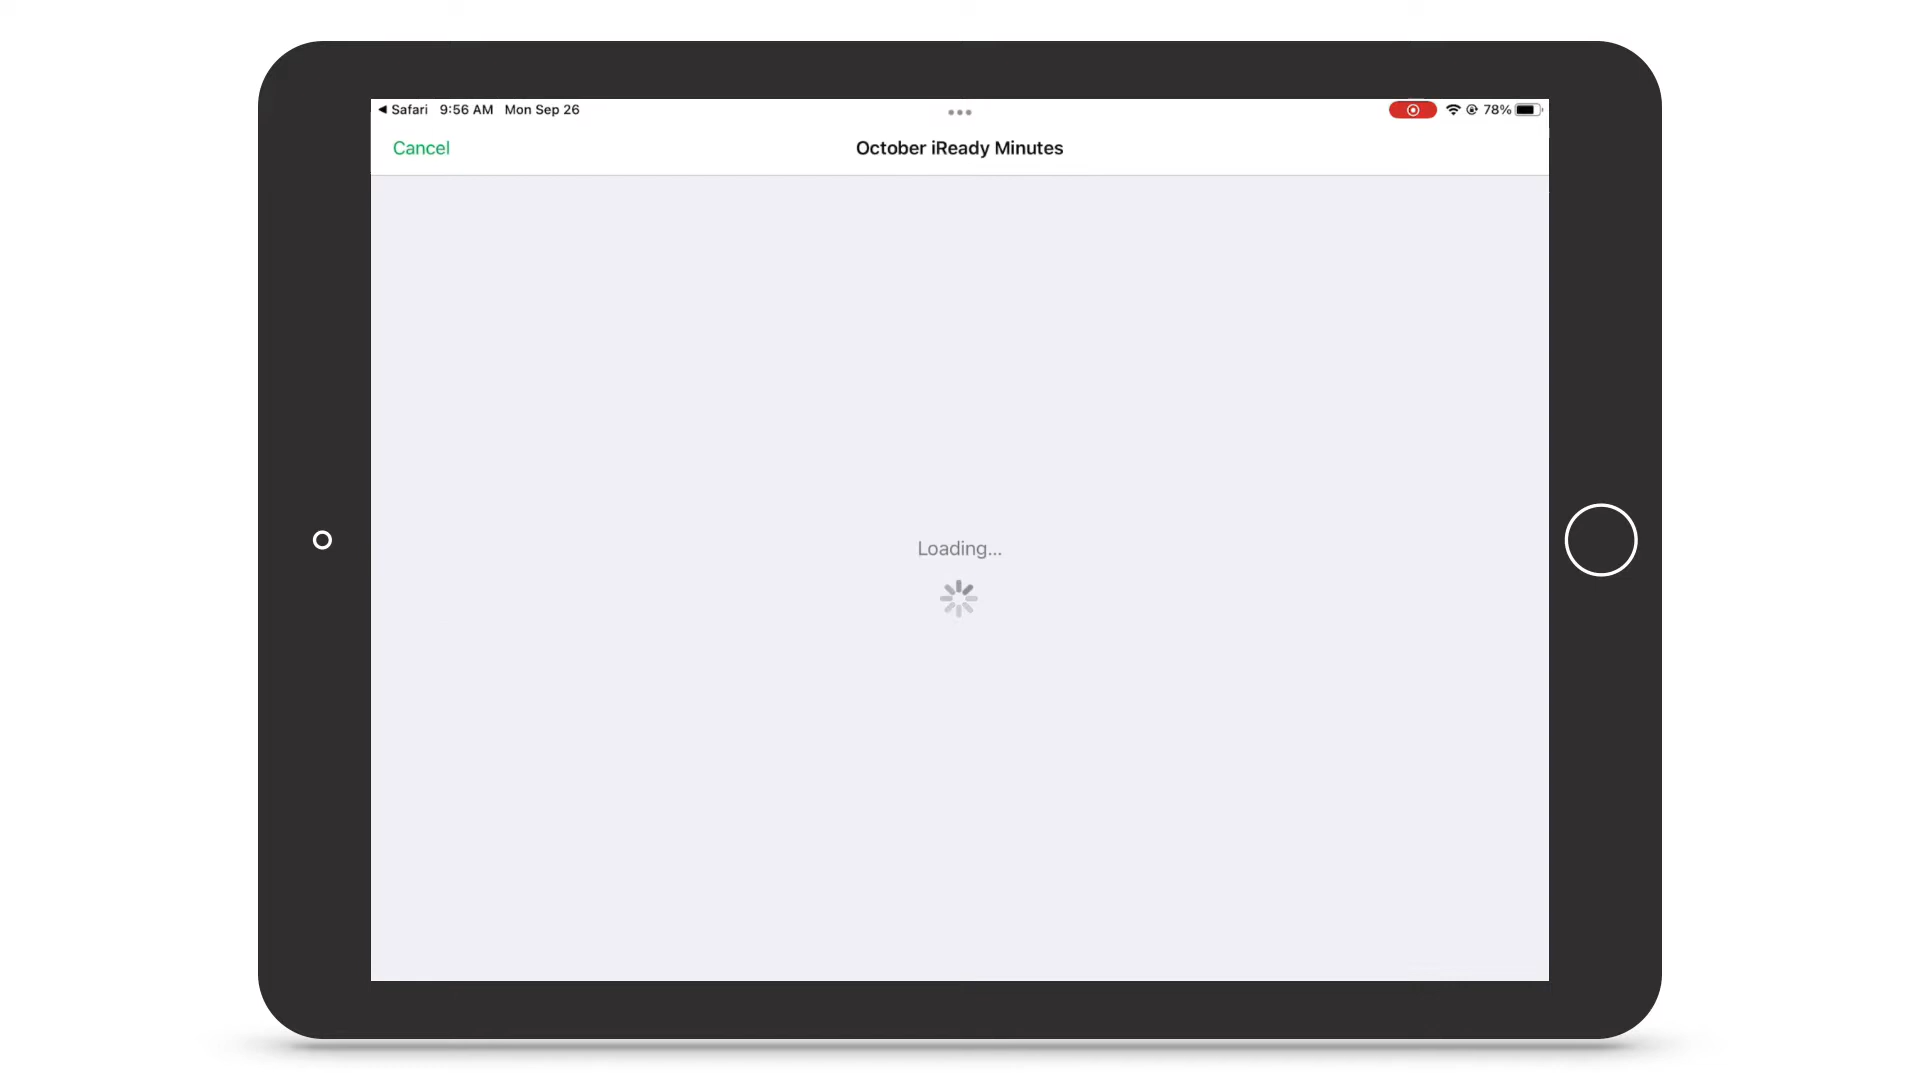 ◀ Safari 9:56 AM Mon Sep 26 78%
Cancel October iReady Minutes
Loading...